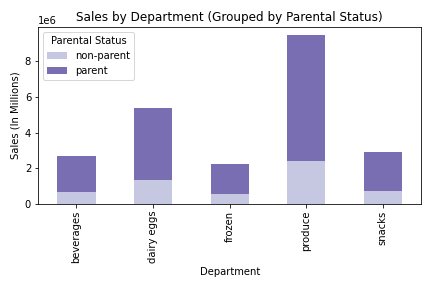 Sales by Department (Grouped by Parental Status)
1e6
Parental Status
non-parent
parent
8
6
4
2
0
Sales (In Millions)
beverages
dairy eggs
frozen
produce
snacks
Department